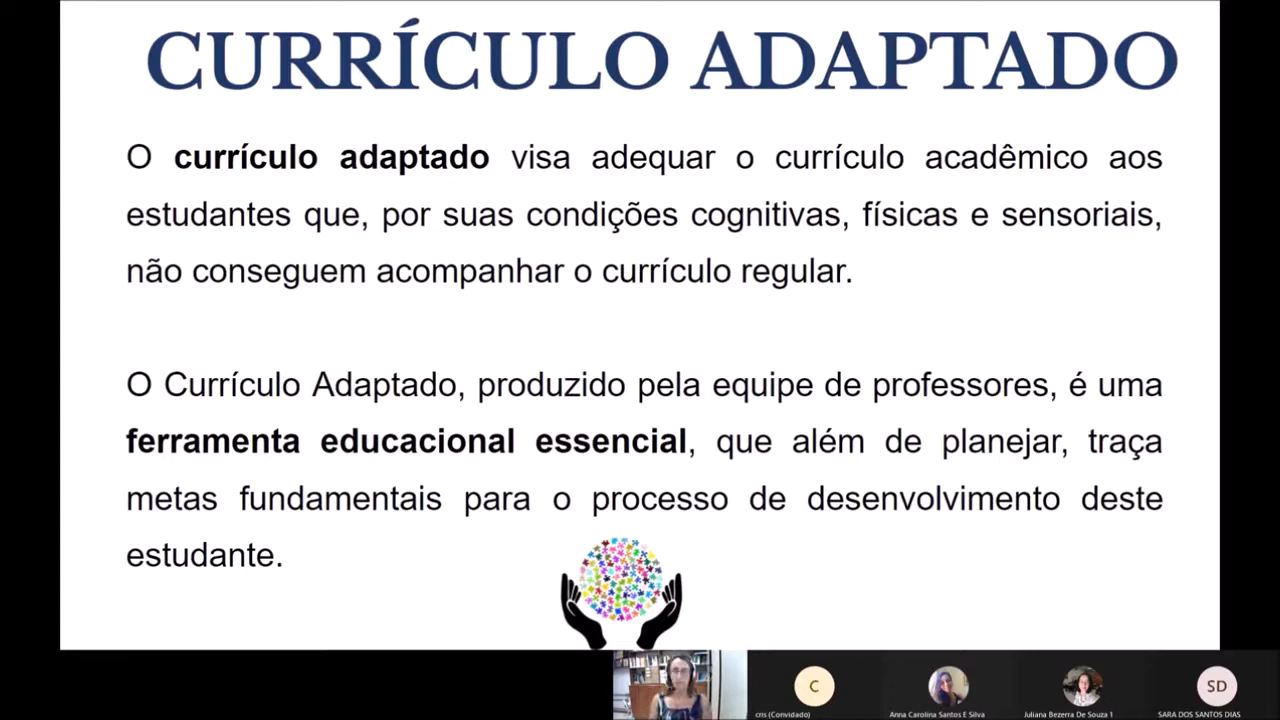 CURRÍCULO ADAPTADO
O currículo adaptado visa adequar o currículo acadêmico aos
estudantes que, por suas condições cognitivas, físicas e sensoriais,
não conseguem acompanhar o currículo regular.
O Currículo Adaptado, produzido pela equipe de professores, é uma
ferramenta educacional essencial, que além de planejar, traça
metas fundamentais para o processo de desenvolvimento deste
estudante.
C
SD
cris (Convidado)
Anna Carolina Santos E Silva
Juliana Bezerra De Souza 1
SARA DOS SANTOS DIAS